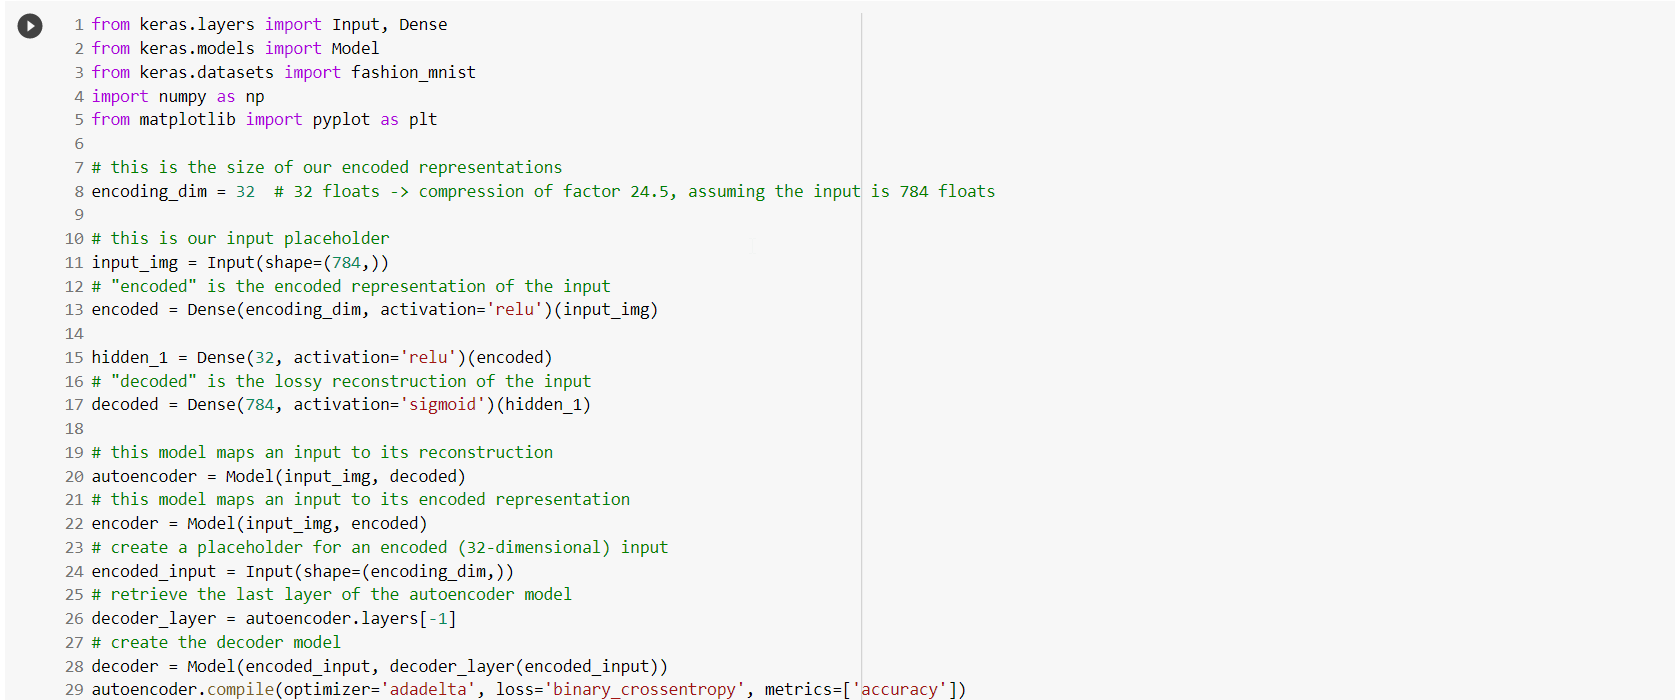 1 from keras.layers import Input, Dense
2 from keras.models import Model
3 from keras.datasets import fashion_mnist
4 import numpy as np
5 from matplotlib import pyplot as plt
6
7 # this is the size of our encoded representations
8 encoding_dim = 32  # 32 floats -> compression of factor 24.5, assuming the input is 784 floats
9
10 # this is our input placeholder
11 input_img = Input(shape=(784,))
12 # "encoded" is the encoded representation of the input
13 encoded = Dense(encoding_dim, activation='relu')(input_img)
14
15 hidden_1 = Dense(32, activation='relu')(encoded)
16 # "decoded" is the lossy reconstruction of the input
17 decoded = Dense(784, activation='sigmoid')(hidden_1)
18
19 # this model maps an input to its reconstruction
20 autoencoder = Model(input_img, decoded)
21 # this model maps an input to its encoded representation
22 encoder = Model(input_img, encoded)
23 # create a placeholder for an encoded (32-dimensional) input
24 encoded_input = Input(shape=(encoding_dim,))
25 # retrieve the last layer of the autoencoder model
26 decoder_layer = autoencoder.layers[-1]
27 # create the decoder model
28 decoder = Model(encoded_input, decoder_layer(encoded_input))
29 autoencoder.compile(optimizer='adadelta', loss='binary_crossentropy', metrics=['accuracy'])